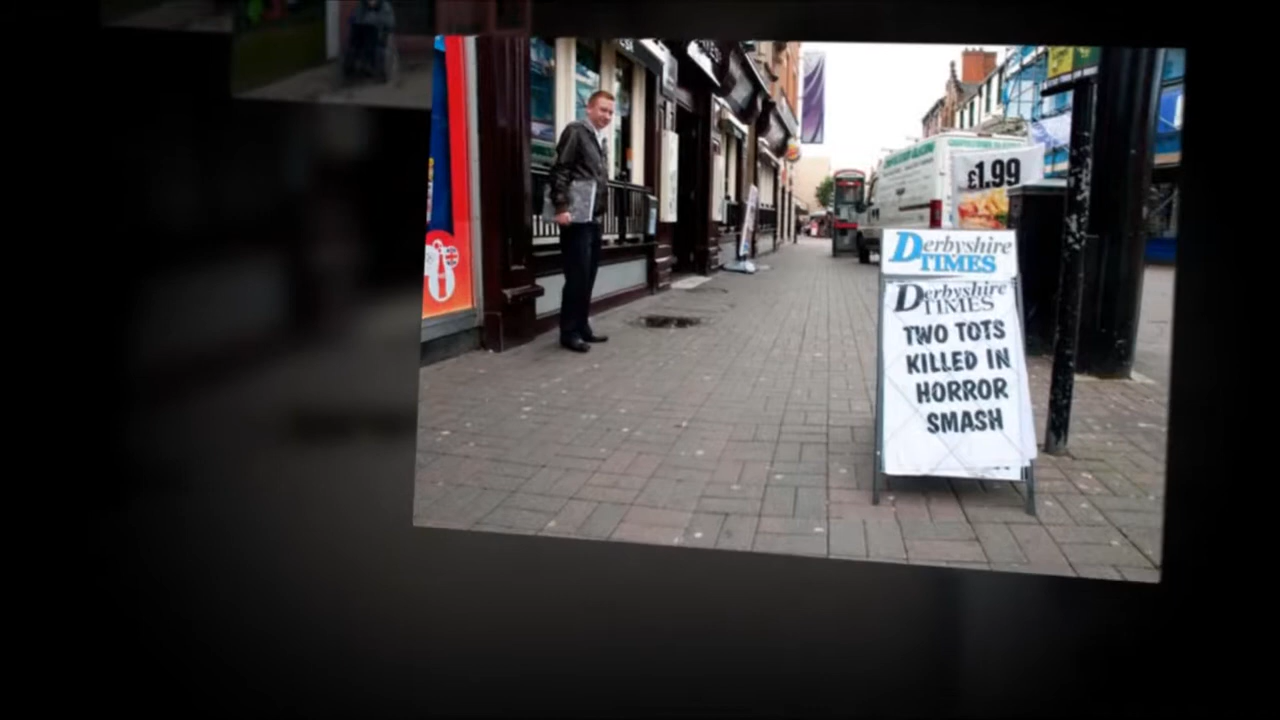 £1.99
Derbyshire
TIMES
Derbyshire
TIMES
TWO TOTS
KILLED IN
HORROR
SMASH